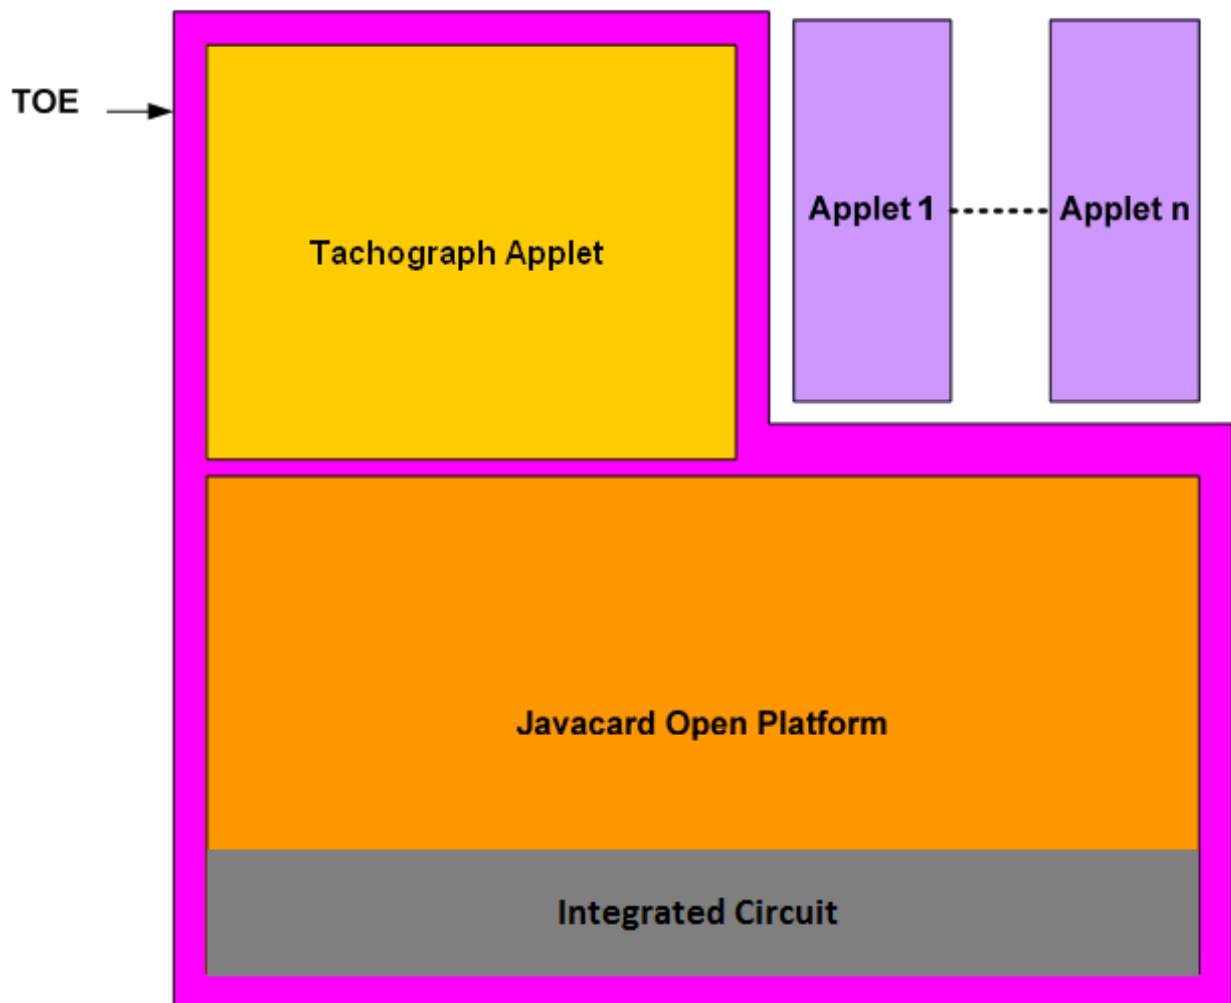 TOE
Tachograph Applet
Applet 1
Applet n
Javacard Open Platform
Integrated Circuit